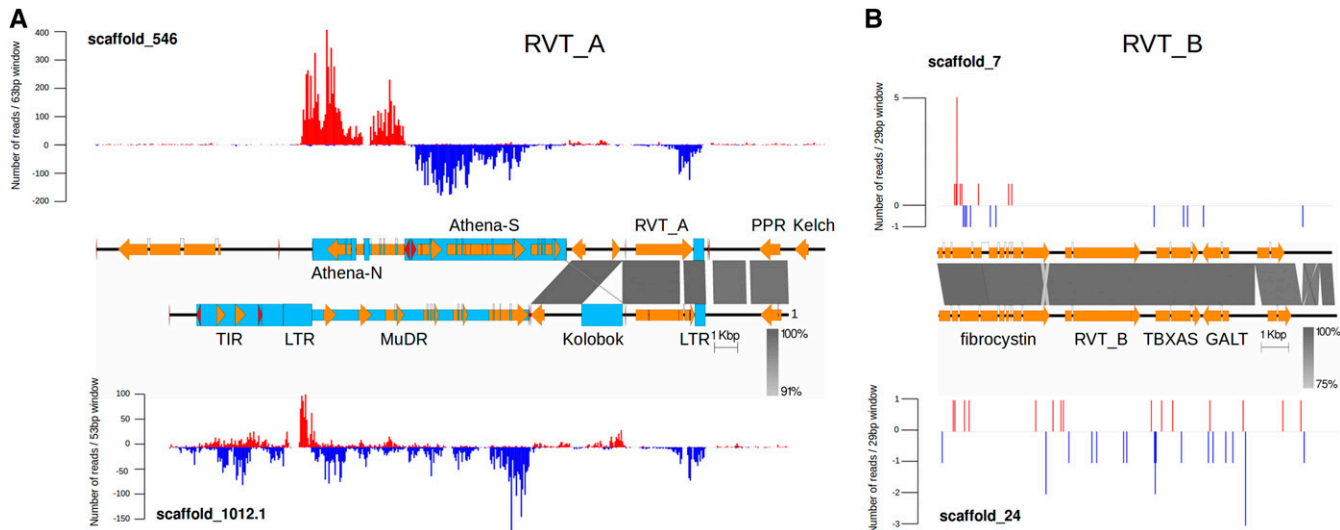 A
scaffold_546
RVT_A
Number of reads / 63bp window
400
300
200
100
0
-100
-200
Athena-S
RVT_A
PPR
Kelch
Athena-N
TIR
LTR
MuDR
Kolobok
LTR
1 Kbp
1
100%
91%
Number of reads / 53bp window
100
50
0
-50
-100
-150
scaffold_1012.1
B
RVT_B
scaffold_7
Number of reads / 29bp window
5
0
-1
fibrocystin
RVT_B
TBXAS
GALT
1 Kbp
100%
75%
Number of reads / 29bp window
1
0
-1
-2
-3
scaffold_24